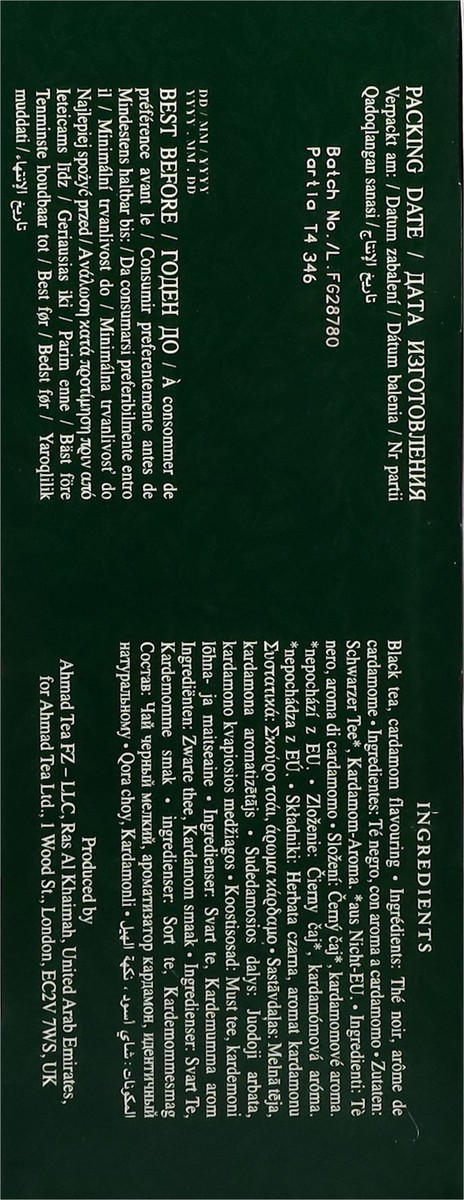 PACKING DATE / ДАТА ИЗГОТОВЛЕНИЯ
Verpackt am: / Datum zabdlení / Dátum balenia / Nr partii
Qadoqlangan sanasi / تاريخ الإنتاج
Batch No./L.FG28780
Partia T4 346
DD / MM / YYYY
YYYY . MM . DD
BEST BEFORE / ГОДЕН ДО / À consommer de
préférence avant le / Consumir preferentemente antes de
Mindestens haltbar bis: / Da consumarsi preferibilmente entro
il / Minimální trvanlivost do / Minimálna trvanlivosť do
Najlepiej spożyć przed / Ανάλωση κατά προτίμηση πριν από
Ieteicams līdz / Geriausias iki / Parim enne / Bäst före
Tenminste houdbaar tot / Best før / Bedst før / Yaroqlilik
muddati / تاريخ الإنتهاء
INGREDIENTS
Black tea, cardamom flavouring • Ingrédients: Thé noir, arôme de
cardamome • Ingredientes: Té negro, con aroma a cardamomo • Zutaten:
Schwarzer Tee*, Kardamom-Aroma. *aus Nicht-EU. • Ingredienti: Tè
nero, aroma di cardamomo • Složení: Černý čaj*, kardamomové aroma.
*nepochází z EU. • Zloženie: Čierny čaj*, kardamómová aróma.
*nepochádza z EÚ. • Składniki: Herbata czarna, aromat kardamonu
Συστατικά: Σκούρο τσάι, άρωμα κάρδαμο • Sastāvdaļas: Melnā tēja,
kardamona aromatizētājs • Sudedamosios dalys: Juodoji arbata,
kardamono kvapiosios medžiagos • Koostisosad: Must tee, kardemoni
lõhna- ja maitseaine • Ingredienser: Svart te, Kardemumma arom
Ingrediënten: Zwarte thee, Kardamom smaak • Ingredienser: Svart Te,
Kardemomme smak • ingredienser: Sort te, Kardemommesmag
Состав: Чай черный мелкий, ароматизатор кардамон, идентичный
натуральному • Qora choy, Kardamonli • المكونات: شاي أسود ، نكهة الهيل
Produced by
Ahmad Tea FZ – LLC, Ras Al Khaimah, United Arab Emirates,
for Ahmad Tea Ltd., 1 Wood St., London, EC2V 7WS, UK